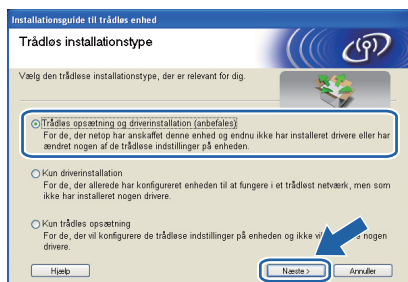 Installationsguide til trådløs enhed
Trådløs installationstype
Vælg den trådløse installationstype, der er relevant for dig.
Trådløs opsætning og driverinstallation (anbefales)
For de, der netop har anskaffet denne enhed og endnu ikke har installeret drivere eller har
ændret nogen af de trådløse indstillinger på enheden.
Kun driverinstallation
For de, der allerede har konfigureret enheden til at fungere i et trådløst netværk, men som
ikke har installeret nogen drivere.
Kun trådløs opsætning
For de, der vil konfigurere de trådløse indstillinger på enheden og ikke nogen
drivere.
Hjælp
Næste >
Annuller